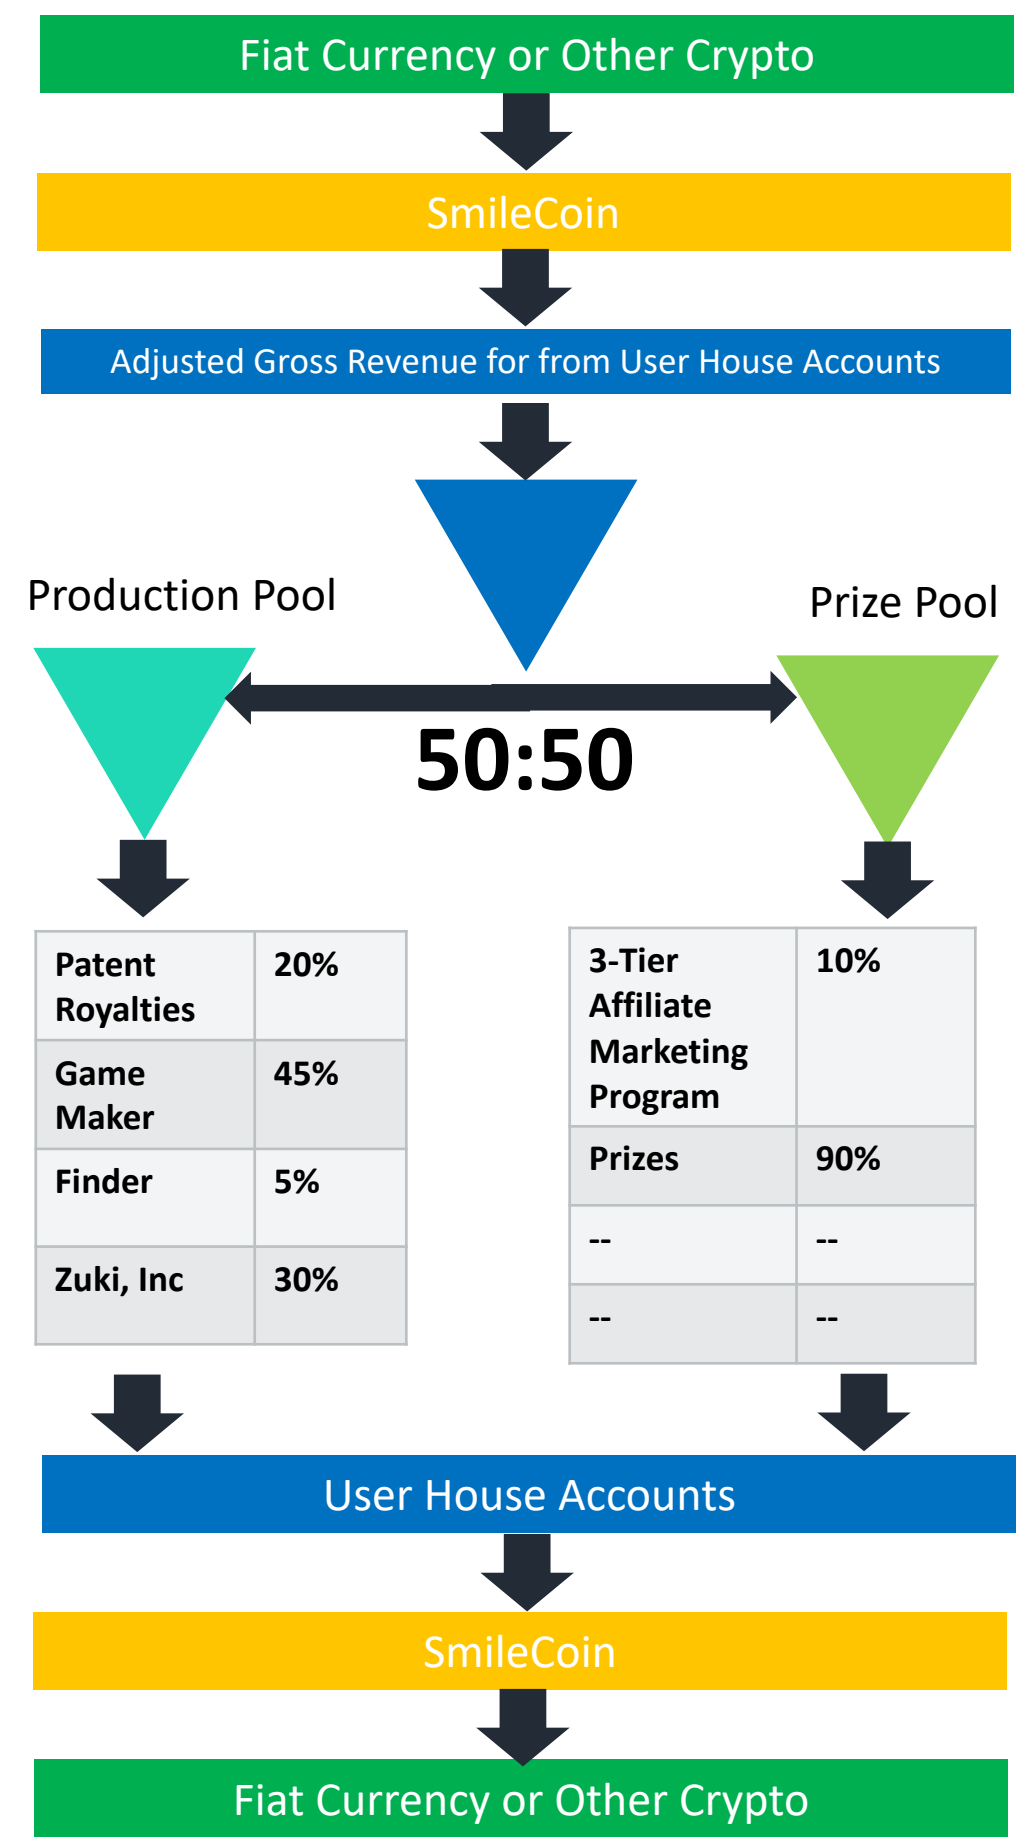 Fiat Currency or Other Crypto
SmileCoin
Adjusted Gross Revenue for from User House Accounts
Production Pool
Prize Pool
50:50
Patent
Royalties
20%
Game
Maker
45%
Finder
5%
Zuki, Inc
30%
3-Tier
Affiliate
Marketing
Program
10%
Prizes
90%
--
--
--
--
User House Accounts
SmileCoin
Fiat Currency or Other Crypto